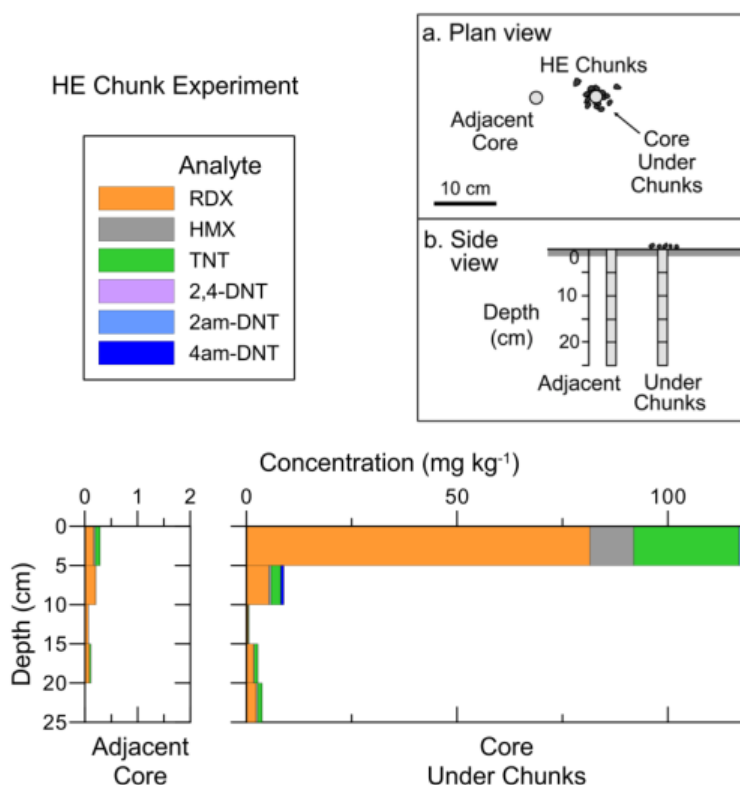 HE Chunk Experiment
Analyte
RDX
HMX
TNT
2,4-DNT
2am-DNT
4am-DNT
a. Plan view
HE Chunks
Adjacent
Core
Core
Under
Chunks
10 cm
b. Side
view
Depth
(cm)
0
10
20
Adjacent
Under
Chunks
Concentration (mg kg⁻¹)
0 1 2
0 50 100
Depth (cm)
0
5
10
15
20
25
Adjacent
Core
Core
Under Chunks